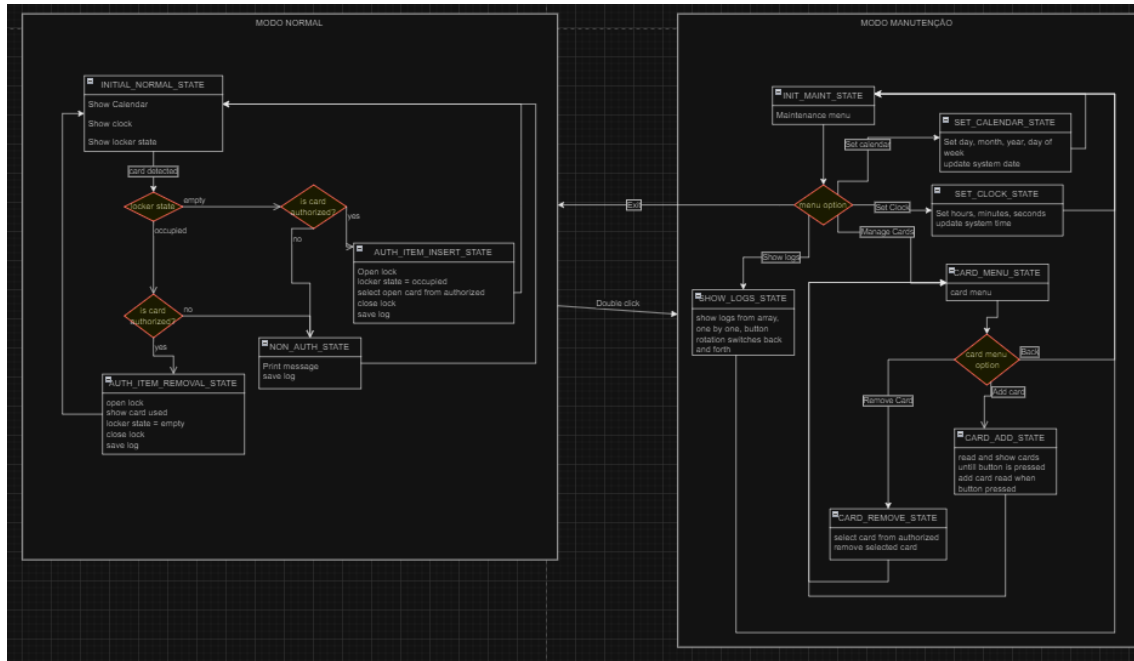 MODO NORMAL
INITIAL_NORMAL_STATE
Show Calendar
Show clock
Show locker state
card detected
locker state
empty
occupied
is card
authorized?
yes
no
AUTH_ITEM_INSERT_STATE
Open lock
locker state = occupied
select open card from authorized
close lock
save log
is card
authorized?
no
yes
NON_AUTH_STATE
Print message
save log
AUTH_ITEM_REMOVAL_STATE
open lock
show card used
locker state = empty
close lock
save log
Exit
Double click
MODO MANUTENÇÃO
INIT_MAINT_STATE
Maintenance menu
SET_CALENDAR_STATE
Set day, month, year, day of
week
update system date
Set calendar
menu option
Set Clock
SET_CLOCK_STATE
Set hours, minutes, seconds
update system time
Manage Cards
Show logs
SHOW_LOGS_STATE
show logs from array,
one by one, button
rotation switches back
and forth
CARD_MENU_STATE
card menu
card menu
option
Back
Remove Card
Add card
CARD_ADD_STATE
read and show cards
untill button is pressed
add card read when
button pressed
CARD_REMOVE_STATE
select card from authorized
remove selected card